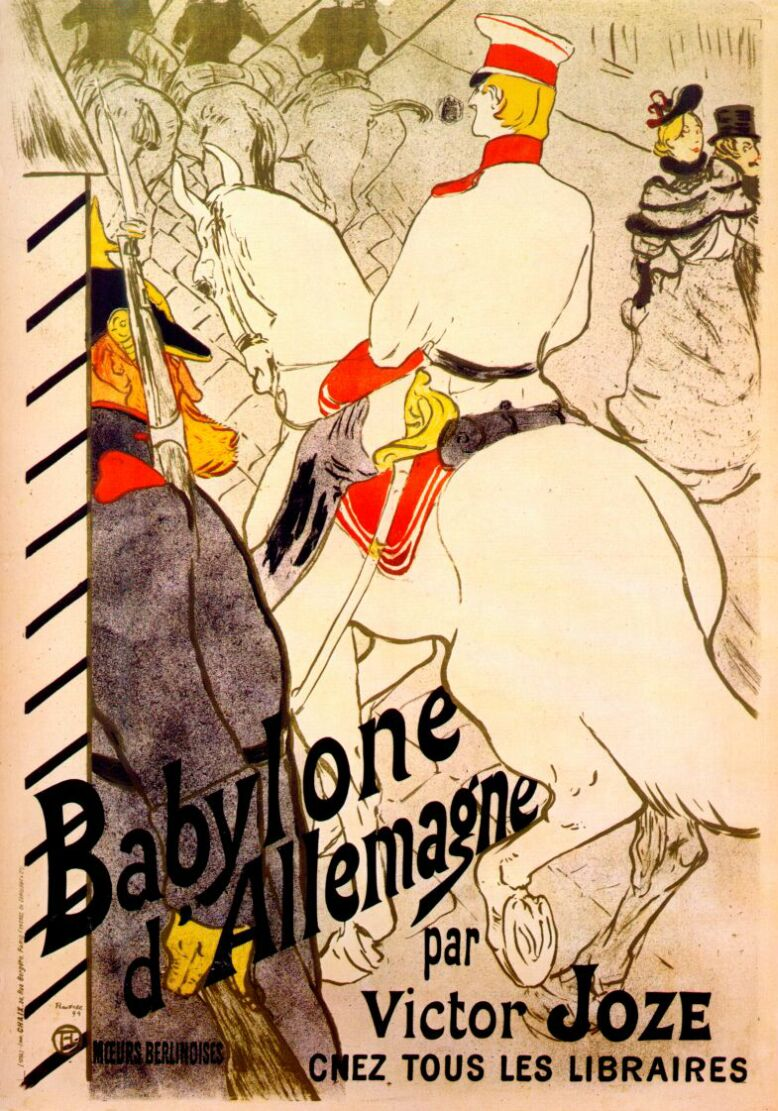 Babylone
d'Allemagne
par
Victor JOZE
MŒURS BERLINOISES
CHEZ TOUS LES LIBRAIRES